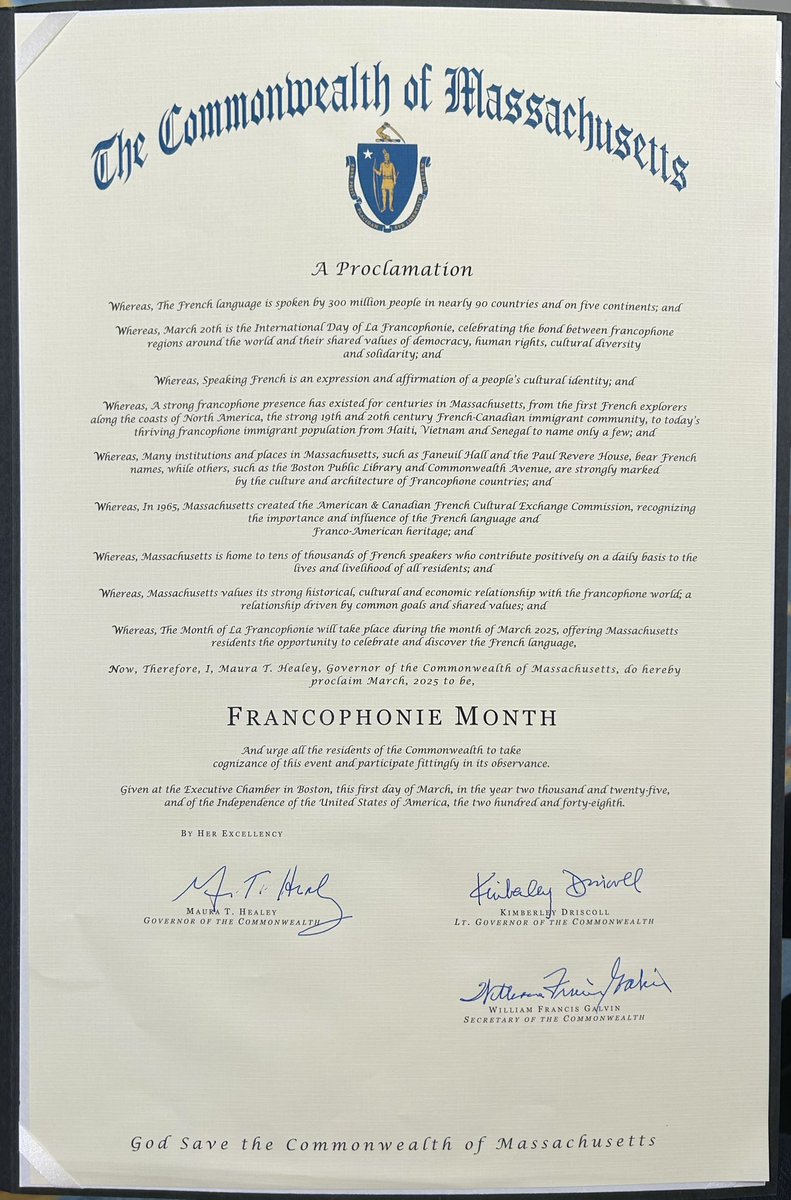 The Commonwealth of Massachusetts
A Proclamation
Whereas, The French language is spoken by 300 million people in nearly 90 countries and on five continents; and
Whereas, March 20th is the International Day of La Francophonie, celebrating the bond between francophone
regions around the world and their shared values of democracy, human rights, cultural diversity
and solidarity; and
Whereas, Speaking French is an expression and affirmation of a people's cultural identity; and
Whereas, A strong francophone presence has existed for centuries in Massachusetts, from the first French explorers
along the coasts of North America, the strong 19th and 20th century French-Canadian immigrant community, to today's
thriving francophone immigrant population from Haiti, Vietnam and Senegal to name only a few; and
Whereas, Many institutions and places in Massachusetts, such as Faneuil Hall and the Paul Revere House, bear French
names, while others, such as the Boston Public Library and Commonwealth Avenue, are strongly marked
by the culture and architecture of Francophone countries; and
Whereas, In 1965, Massachusetts created the American & Canadian French Cultural Exchange Commission, recognizing
the importance and influence of the French language and
Franco-American heritage; and
Whereas, Massachusetts is home to tens of thousands of French speakers who contribute positively on a daily basis to the
lives and livelihood of all residents; and
Whereas, Massachusetts values its strong historical, cultural and economic relationship with the francophone world; a
relationship driven by common goals and shared values; and
Whereas, The Month of La Francophonie will take place during the month of March 2025, offering Massachusetts
residents the opportunity to celebrate and discover the French language,
Now, Therefore, I, Maura T. Healey, Governor of the Commonwealth of Massachusetts, do hereby
proclaim March, 2025 to be,
FRANCOPHONIE MONTH
And urge all the residents of the Commonwealth to take
cognizance of this event and participate fittingly in its observance.
Given at the Executive Chamber in Boston, this first day of March, in the year two thousand and twenty-five,
and of the Independence of the United States of America, the two hundred and forty-eighth.
BY HER EXCELLENCY
MAURA T. HEALEY
GOVERNOR OF THE COMMONWEALTH
Kimberley Driscoll
KIMBERLEY DRISCOLL
LT. GOVERNOR OF THE COMMONWEALTH
William Francis Galvin
WILLIAM FRANCIS GALVIN
SECRETARY OF THE COMMONWEALTH
God Save the Commonwealth of Massachusetts